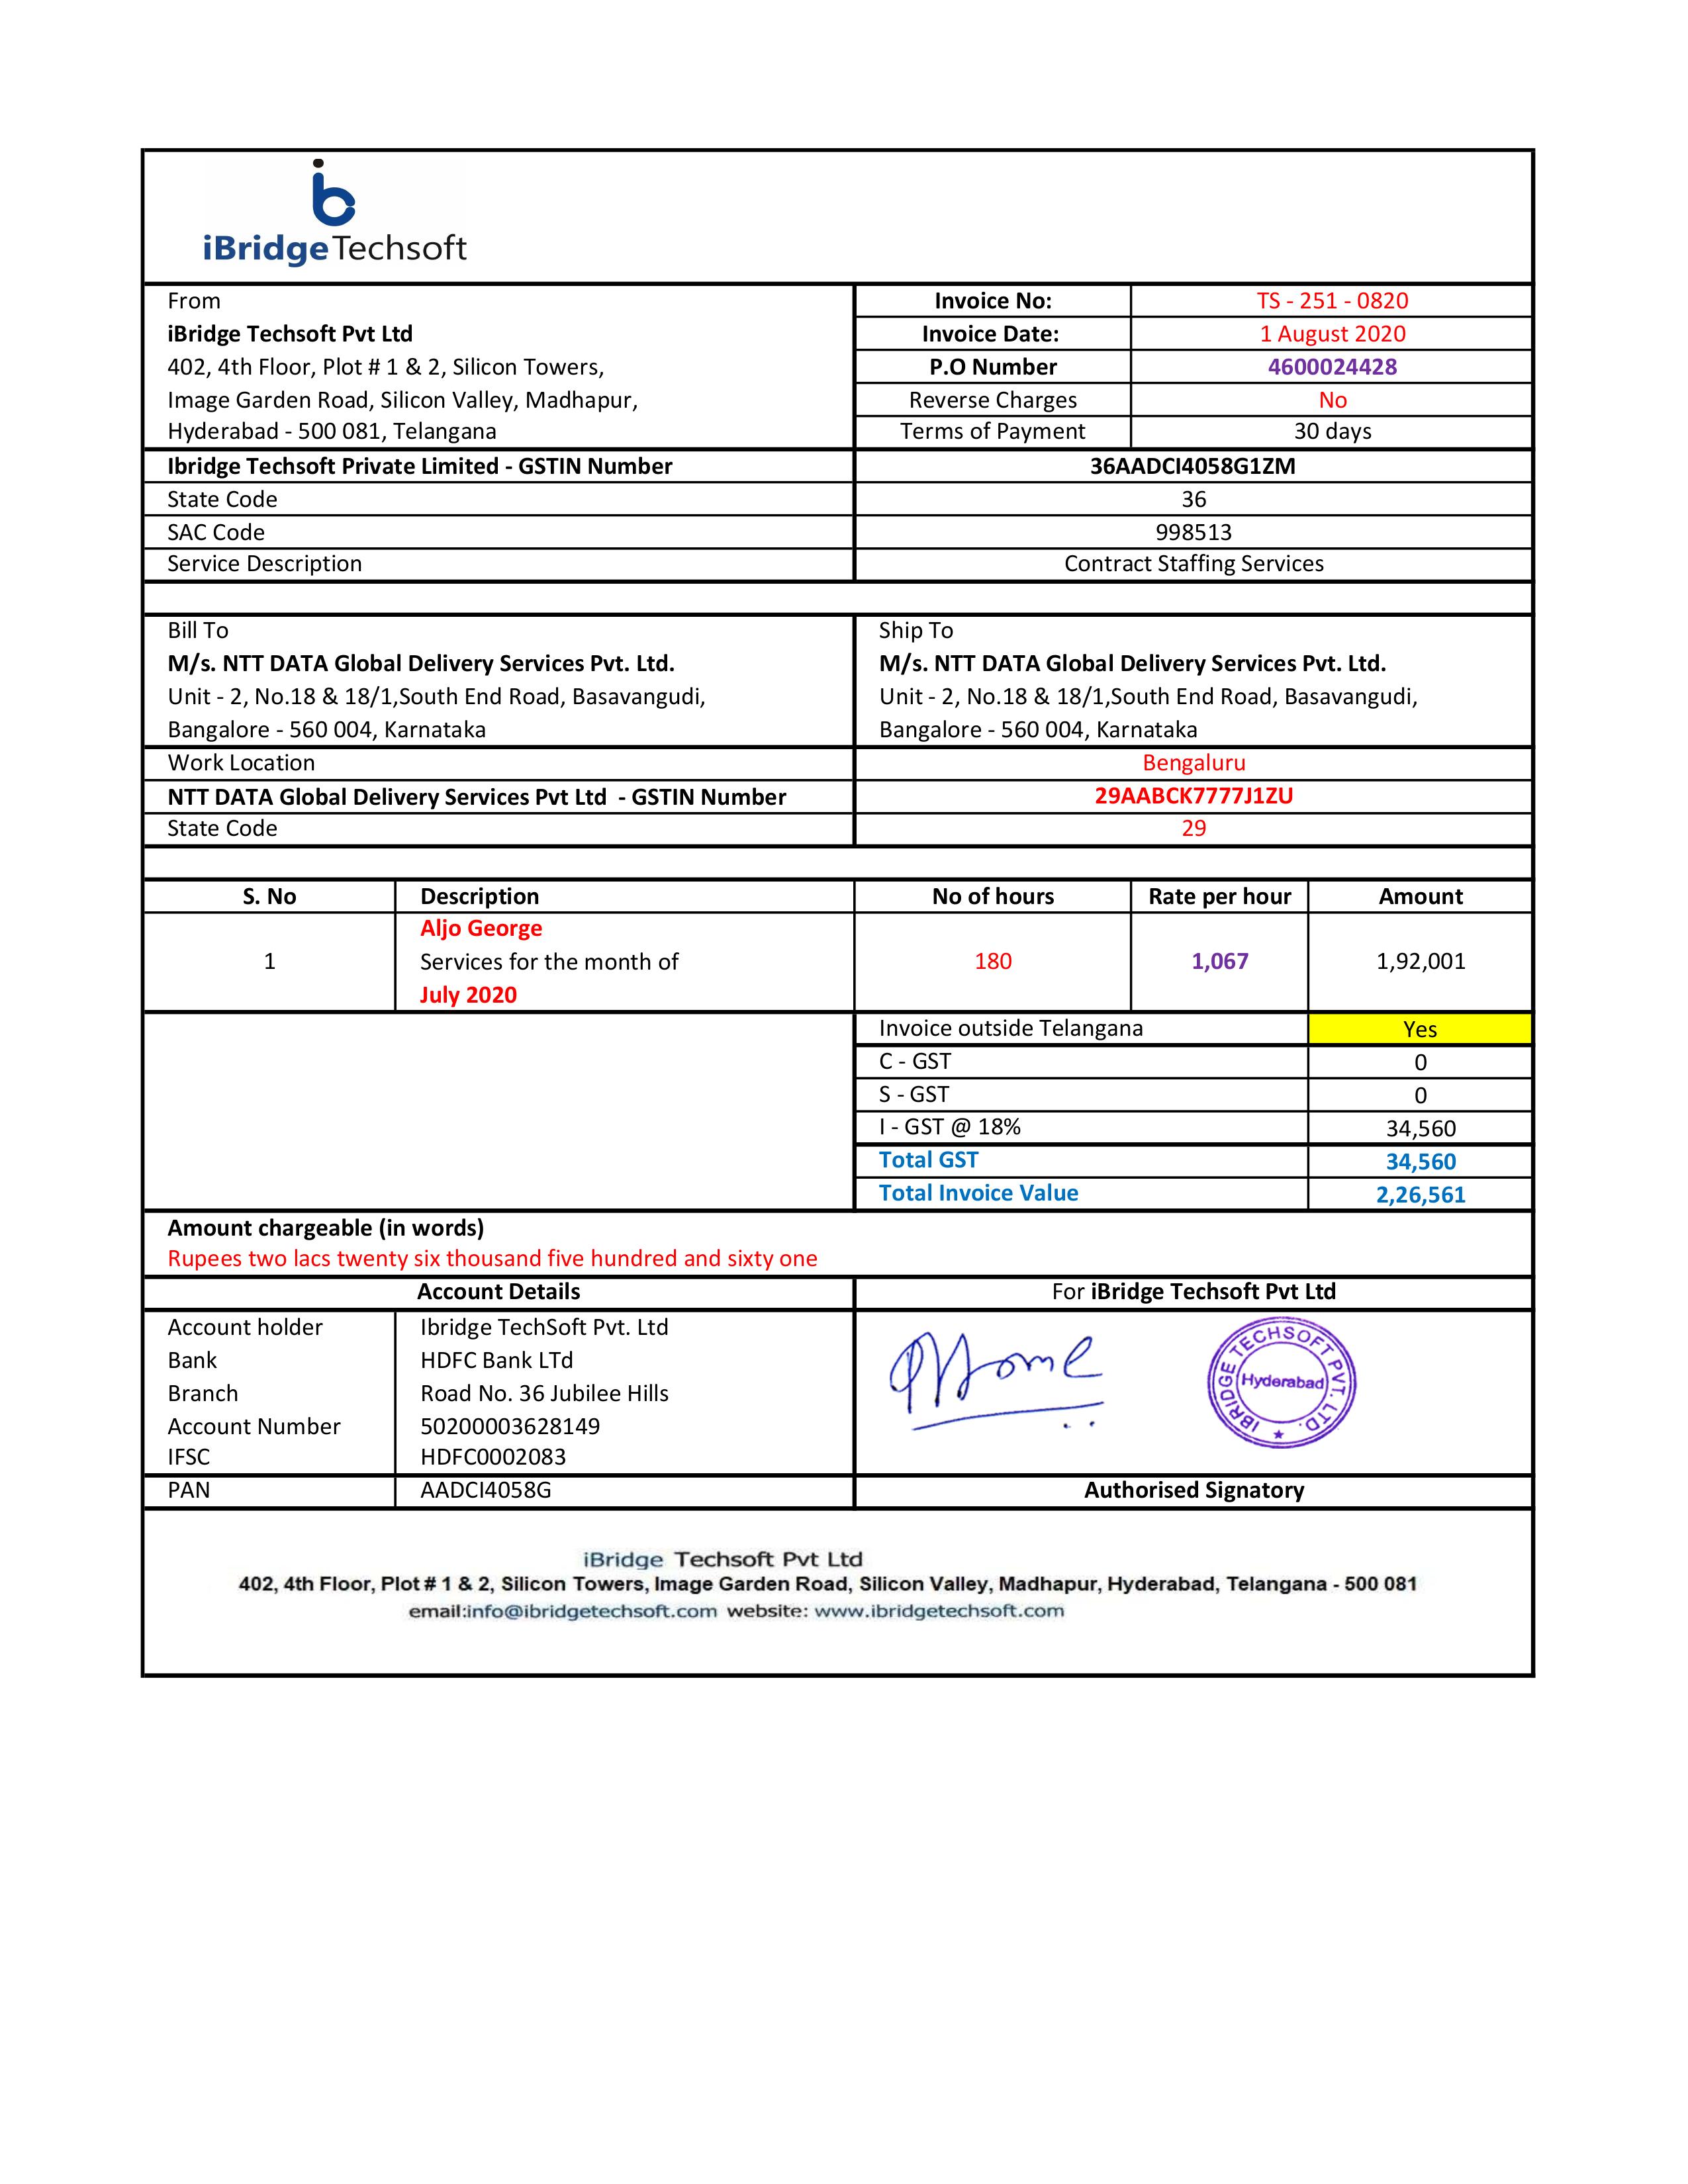 iBridge Techsoft
From
iBridge Techsoft Pvt Ltd
402, 4th Floor, Plot # 1 & 2, Silicon Towers,
Image Garden Road, Silicon Valley, Madhapur,
Hyderabad - 500 081, Telangana
Invoice No: TS - 251 - 0820
Invoice Date: 1 August 2020
P.O Number 4600024428
Reverse Charges No
Terms of Payment 30 days
Ibridge Techsoft Private Limited - GSTIN Number 36AADCI4058G1ZM
State Code 36
SAC Code 998513
Service Description Contract Staffing Services
Bill To
M/s. NTT DATA Global Delivery Services Pvt. Ltd.
Unit - 2, No.18 & 18/1,South End Road, Basavangudi,
Bangalore - 560 004, Karnataka
Ship To
M/s. NTT DATA Global Delivery Services Pvt. Ltd.
Unit - 2, No.18 & 18/1,South End Road, Basavangudi,
Bangalore - 560 004, Karnataka
Work Location Bengaluru
NTT DATA Global Delivery Services Pvt Ltd - GSTIN Number 29AABCK7777J1ZU
State Code 29
S. No Description No of hours Rate per hour Amount
Aljo George
1 Services for the month of 180 1,067 1,92,001
July 2020
Invoice outside Telangana Yes
C - GST 0
S - GST 0
I - GST @ 18% 34,560
Total GST 34,560
Total Invoice Value 2,26,561
Amount chargeable (in words)
Rupees two lacs twenty six thousand five hundred and sixty one
Account Details
Account holder Ibridge TechSoft Pvt. Ltd
Bank HDFC Bank LTd
Branch Road No. 36 Jubilee Hills
Account Number 50200003628149
IFSC HDFC0002083
PAN AADCI4058G
For iBridge Techsoft Pvt Ltd
IBRIDGE TECHSOFT PVT. LTD.
Hyderabad
Authorised Signatory
iBridge Techsoft Pvt Ltd
402, 4th Floor, Plot # 1 & 2, Silicon Towers, Image Garden Road, Silicon Valley, Madhapur, Hyderabad, Telangana - 500 081
email:info@ibridgetechsoft.com website: www.ibridgetechsoft.com